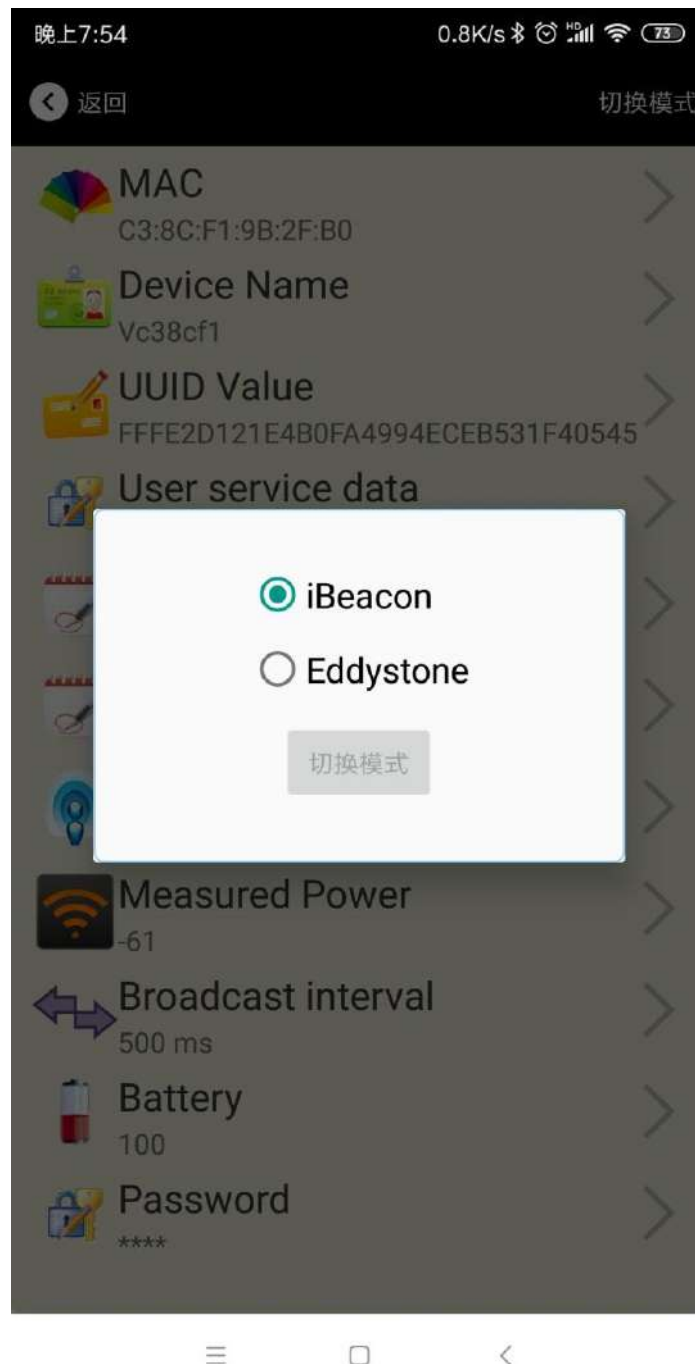 晚上7:54 0.8K/s HD 73
返回 切换模式
MAC
C3:8C:F1:9B:2F:B0
Device Name
Vc38cf1
UUID Value
FFFE2D121E4B0FA4994ECEB531F40545
User service data
iBeacon
Eddystone
切换模式
Measured Power
-61
Broadcast interval
500 ms
Battery
100
Password
****